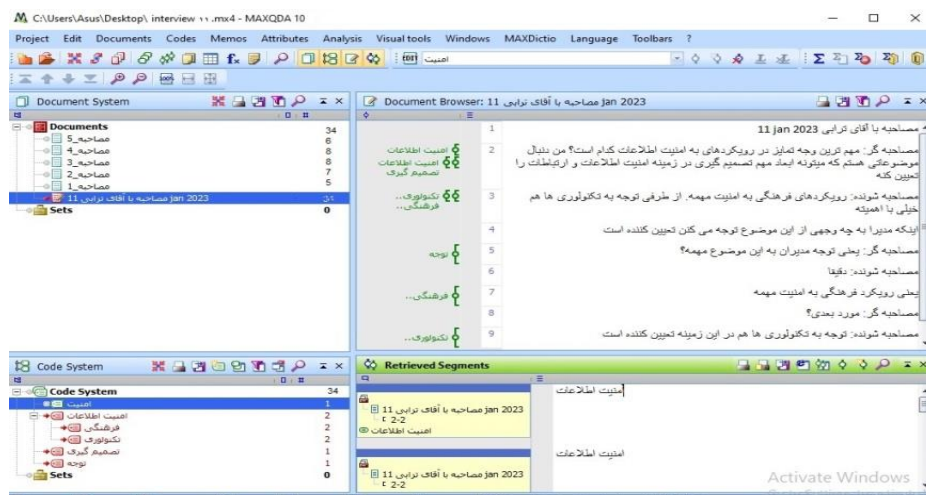 C:\Users\Asus\Desktop\ interview ۱۱ .mx4 - MAXQDA 10
Project Edit Documents Codes Memos Attributes Analysis Visual tools Windows MAXDictio Language Toolbars ?
امنیت
Document System
Documents 34
مصاحبه_5 6
مصاحبه_4 8
مصاحبه_3 8
مصاحبه_2 7
مصاحبه_1 5
مصاحبه با آقای ترابی 11 jan 2023
Sets 0
Document Browser: 11 مصاحبه با آقای ترابی jan 2023
1 مصاحبه با آقای ترابی 11 jan 2023
امنیت اطلاعات
امنیت اطلاعات
تصمیم گیری
2 مصاحبه گر: مهم ترین وجه تمایز در رویکردهای به امنیت اطلاعات کدام است؟ من دنبال
موضوعاتی هستم که میتونه ابعاد مهم تصمیم گیری در زمینه امنیت اطلاعات و ارتباطات را
تعیین کنه
تکنولوژی...
فرهنگی...
3 مصاحبه شونده: رویکردهای فرهنگی به امنیت مهمه. از طرفی توجه به تکنولوژی ها هم
خیلی با اهمیته
4 اینکه مدیرا به چه وجهی از این موضوع توجه می کنن تعیین کننده است
توجه
5 مصاحبه گر: یعنی توجه مدیران به این موضوع مهمه؟
6 مصاحبه شونده: دقیقا
فرهنگی...
7 یعنی رویکرد فرهنگی به امنیت مهمه
8 مصاحبه گر: مورد بعدی؟
تکنولوژی...
9 مصاحبه شونده: توجه به تکنولوژی ها هم در این زمینه تعیین کننده است
Code System
Code System 34
امنیت 1
امنیت اطلاعات 2
فرهنگی 2
تکنولوژی 2
تصمیم گیری 1
توجه 1
Sets 0
Retrieved Segments
مصاحبه با آقای ترابی 11 jan 2023
2-2
امنیت اطلاعات
امنیت اطلاعات
مصاحبه با آقای ترابی 11 jan 2023
2-2
امنیت اطلاعات
Activate Windows